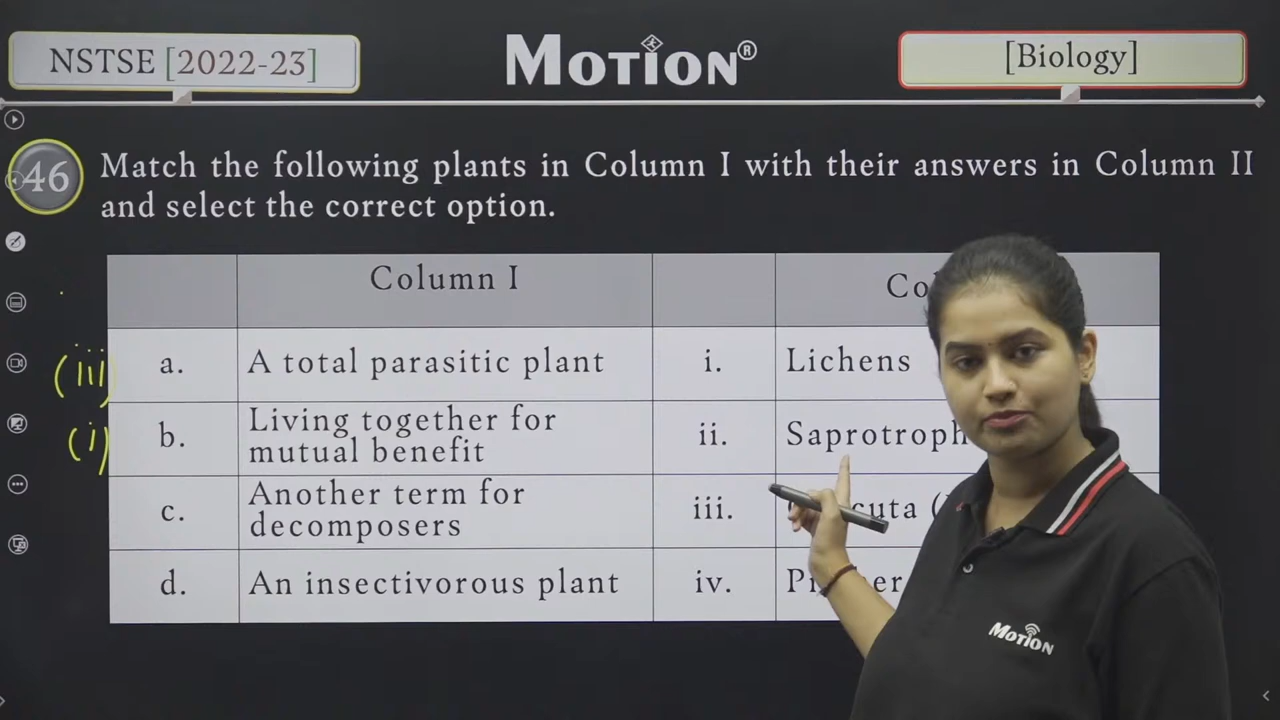 NSTSE [2022-23]
MOTION®
[Biology]
46
Match the following plants in Column I with their answers in Column II
and select the correct option.
Column I
Co
(iii)
a.
A total parasitic plant
i.
Lichens
(i)
b.
Living together for
mutual benefit
ii.
Saprotroph
c.
Another term for
decomposers
iii.
cuta (
d.
An insectivorous plant
iv.
MOTION